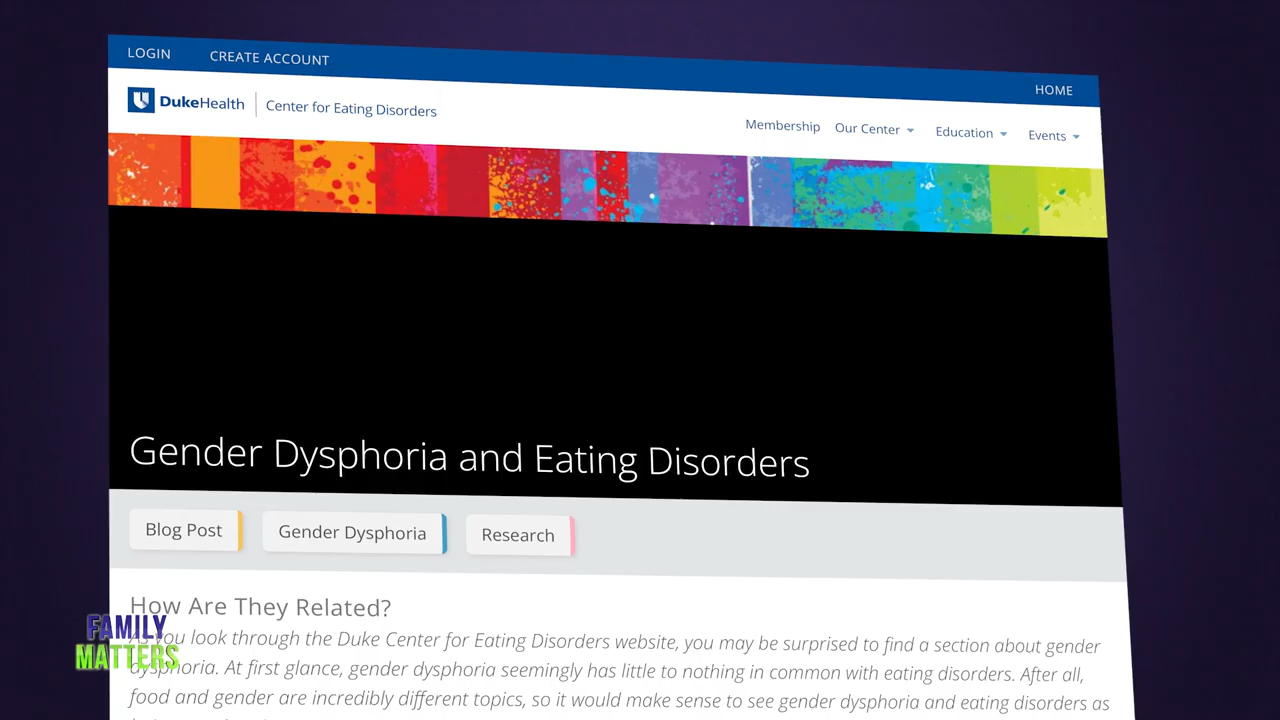 LOGIN CREATE ACCOUNT HOME
DukeHealth Center for Eating Disorders
Membership Our Center Education Events
Gender Dysphoria and Eating Disorders
Blog Post Gender Dysphoria Research
How Are They Related?
As you look through the Duke Center for Eating Disorders website, you may be surprised to find a section about gender
dysphoria. At first glance, gender dysphoria seemingly has little to nothing in common with eating disorders. After all,
food and gender are incredibly different topics, so it would make sense to see gender dysphoria and eating disorders as
FAMILY
MATTERS